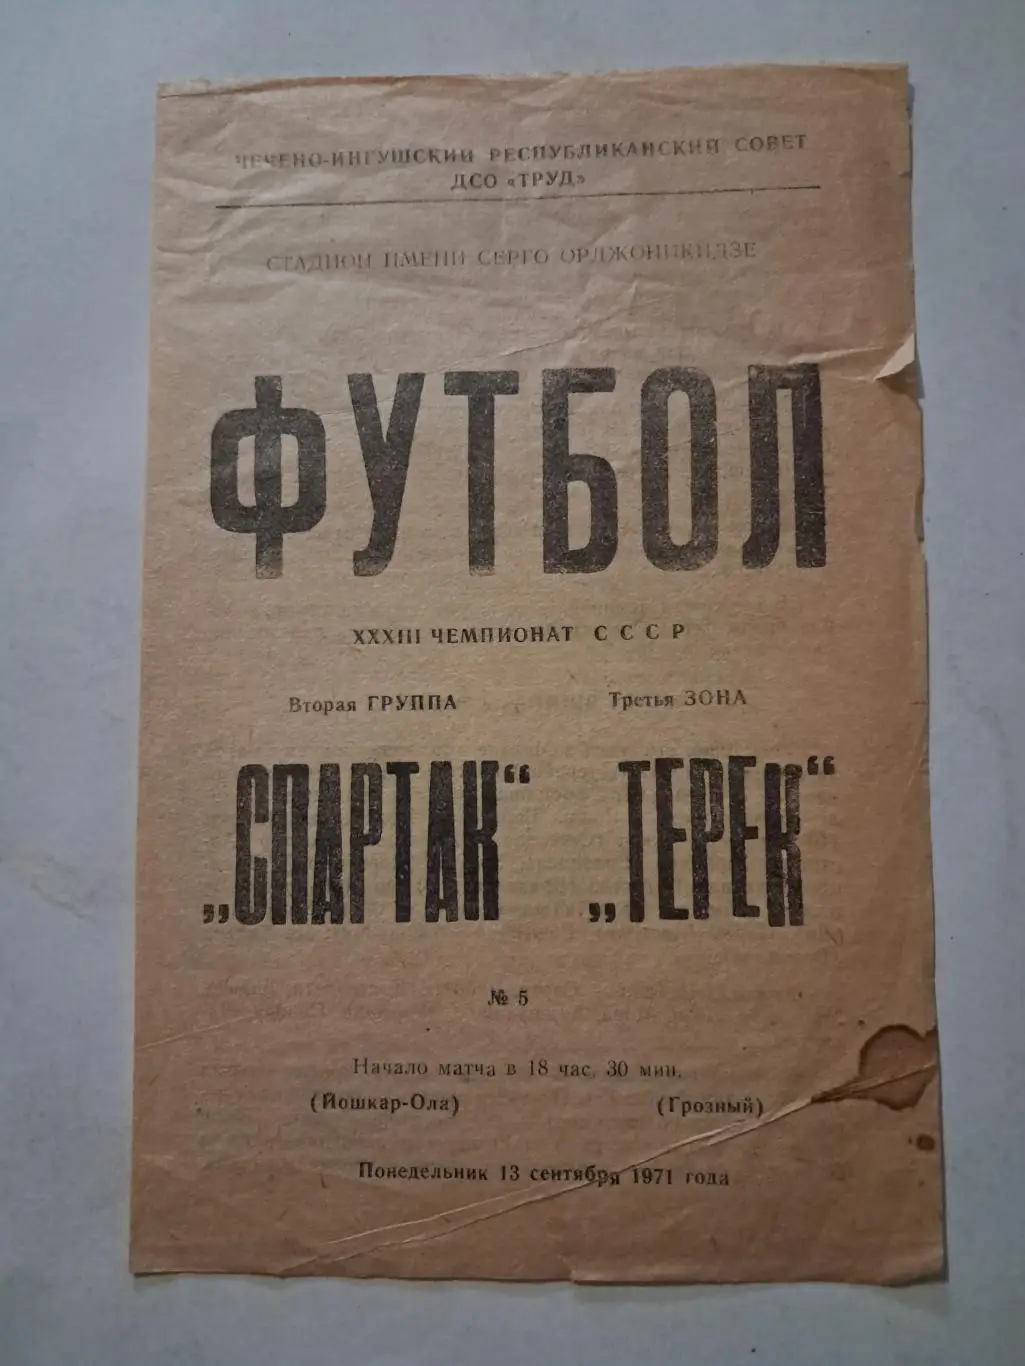 ЧЕЧЕНО-ИНГУШСКИЙ РЕСПУБЛИКАНСКИЙ СОВЕТ
ДСО «ТРУД»
СТАДИОН ИМЕНИ СЕРГО ОРДЖОНИКИДЗЕ
ФУТБОЛ
XXXIII ЧЕМПИОНАТ СССР
Вторая ГРУППА Третья ЗОНА
„СПАРТАК“ „ТЕРЕК“
№ 5
Начало матча в 18 час. 30 мин.
(Йошкар-Ола) (Грозный)
Понедельник 13 сентября 1971 года